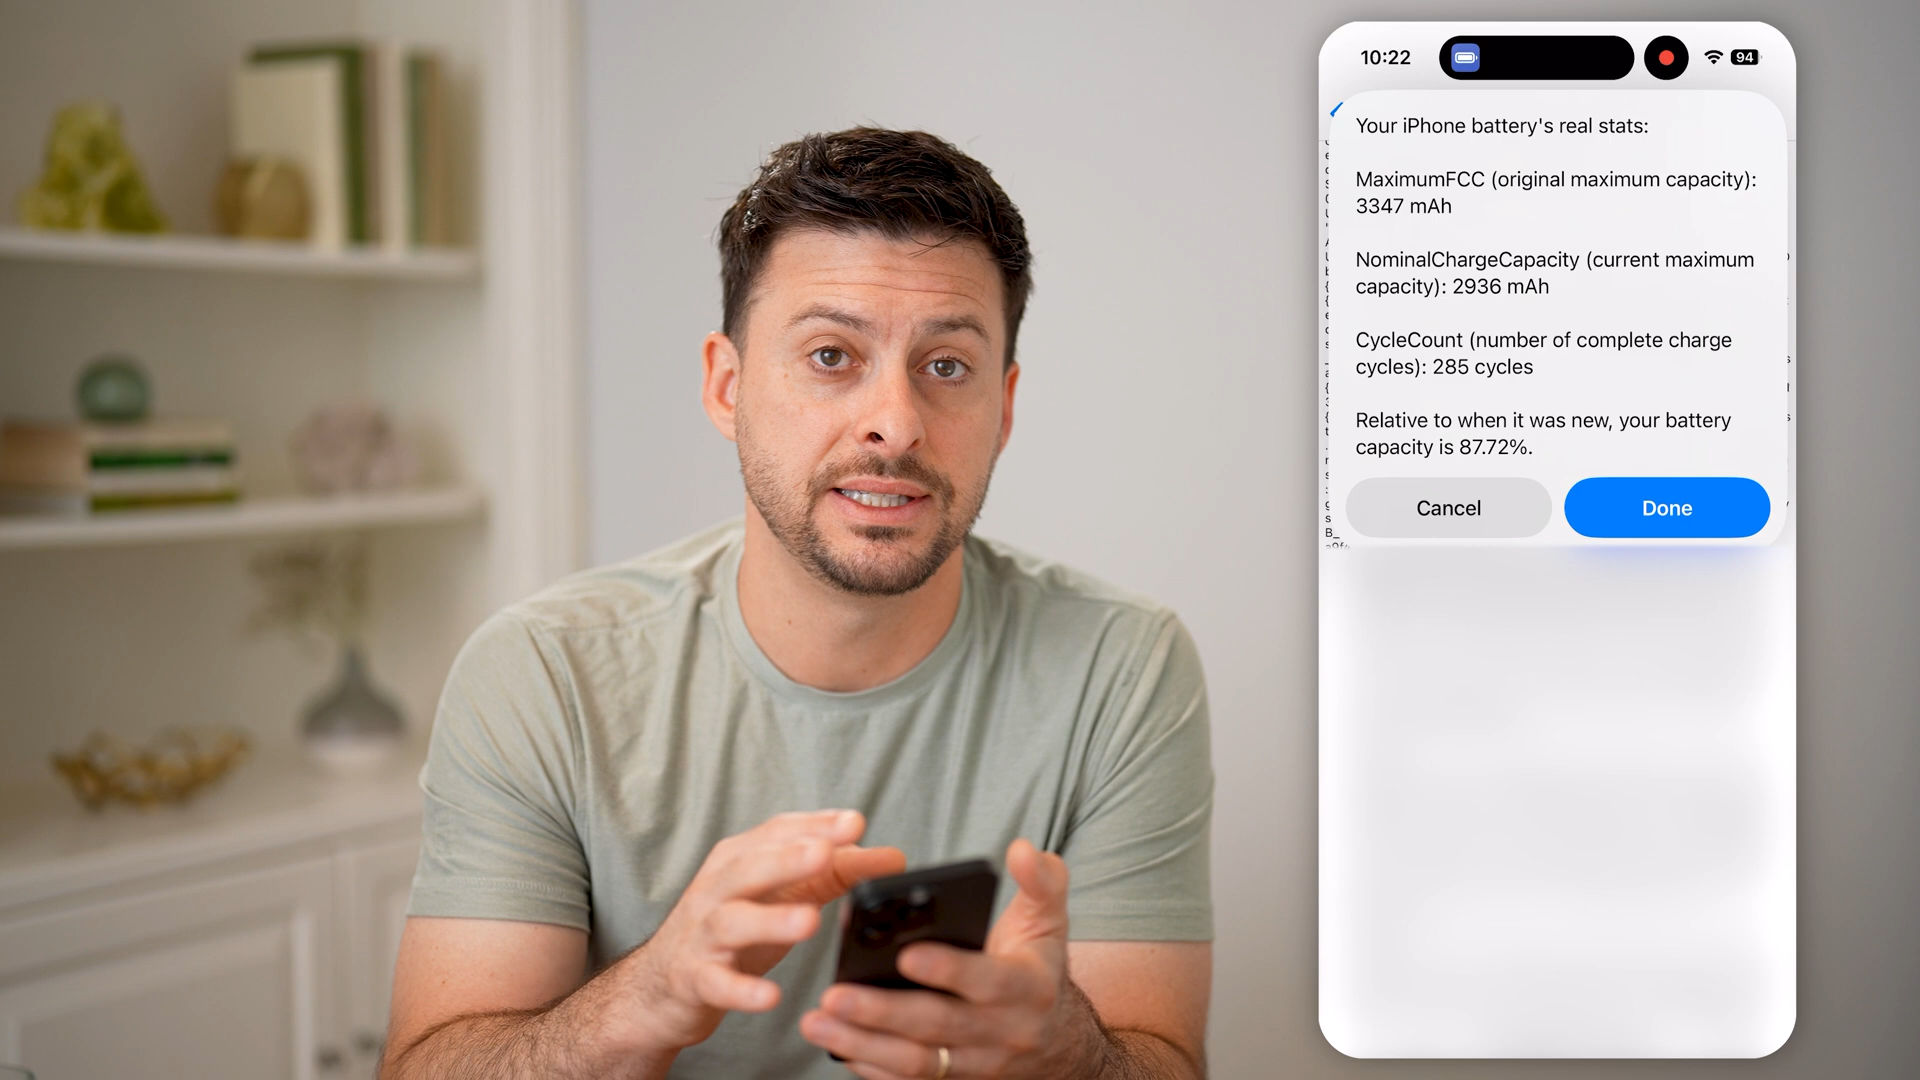 10:22
94
Your iPhone battery's real stats:
MaximumFCC (original maximum capacity):
3347 mAh
NominalChargeCapacity (current maximum
capacity): 2936 mAh
CycleCount (number of complete charge
cycles): 285 cycles
Relative to when it was new, your battery
capacity is 87.72%.
Cancel
Done